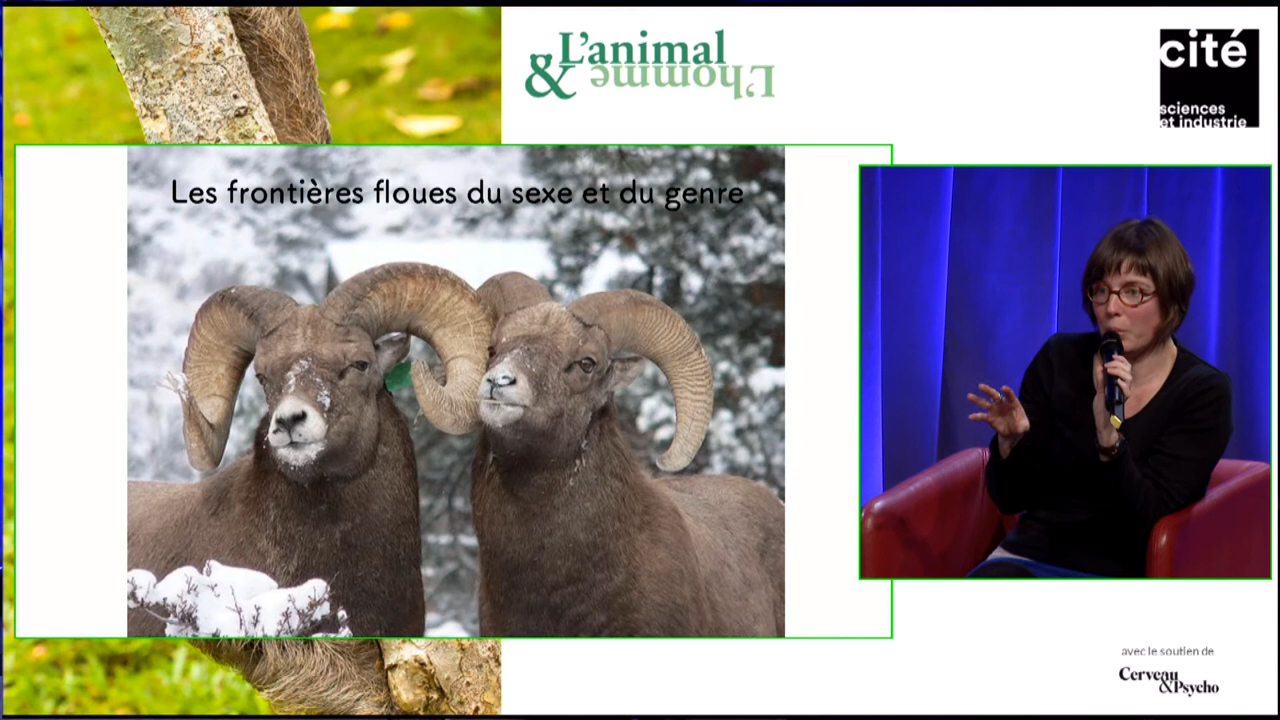 L'animal
& L'homme
cité
sciences
et industrie
Les frontières floues du sexe et du genre
avec le soutien de
Cerveau
&Psycho